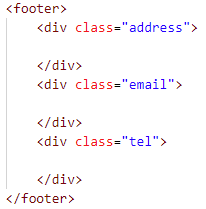 <footer>
    <div class="address">

    </div>
    <div class="email">

    </div>
    <div class="tel">

    </div>
</footer>